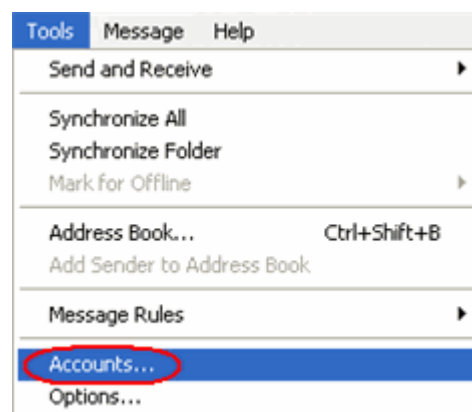 Tools Message Help
Send and Receive
Synchronize All
Synchronize Folder
Mark for Offline
Address Book... Ctrl+Shift+B
Add Sender to Address Book
Message Rules
Accounts...
Options...